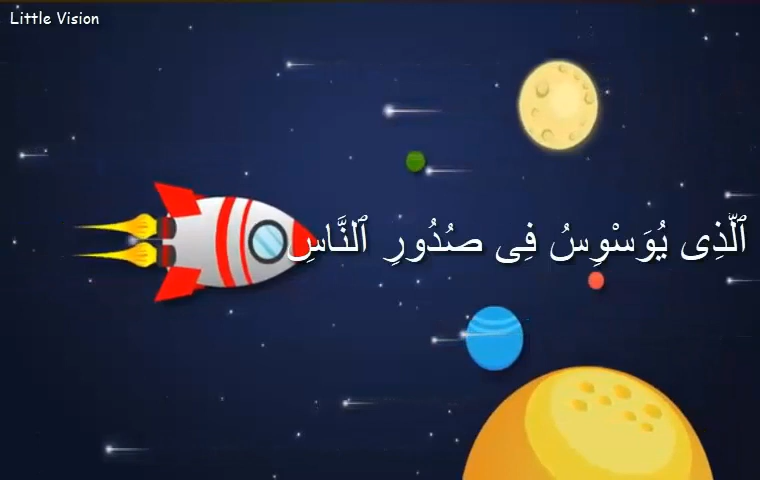 Little Vision
ٱلَّذِى يُوَسْوِسُ فِى صُدُورِ ٱلنَّاسِ